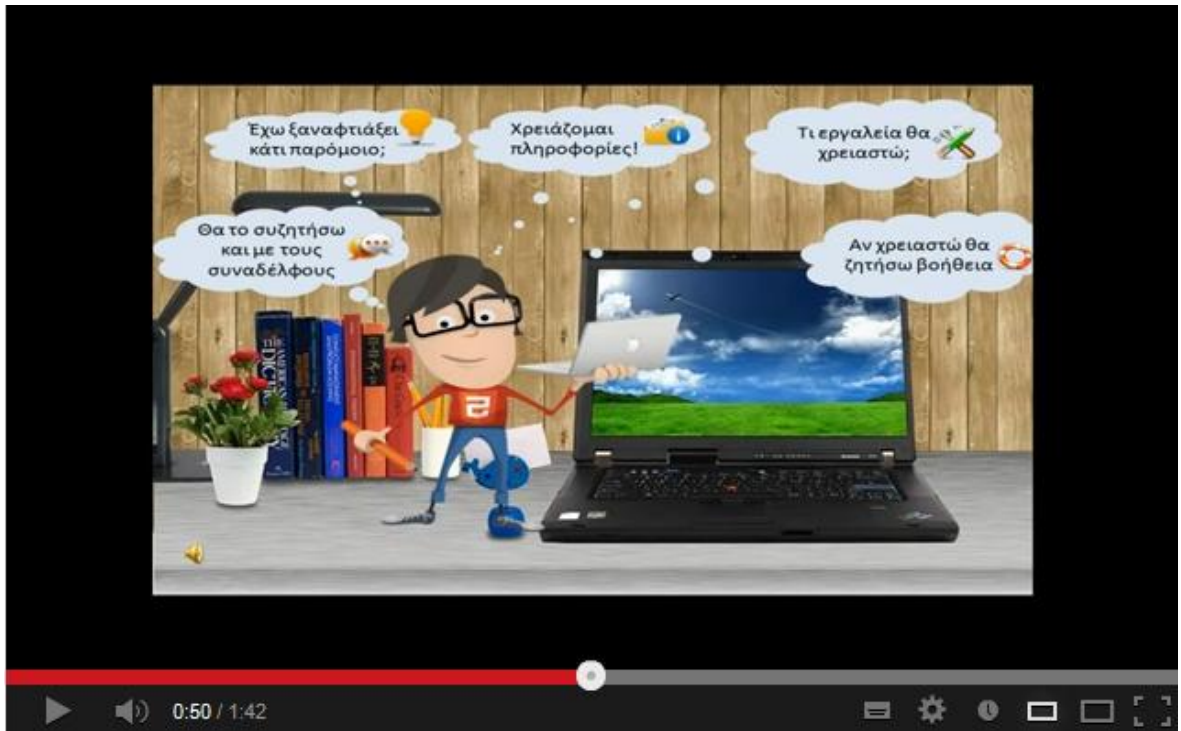 Έχω ξαναφτιάξει
κάτι παρόμοιο;
Χρειάζομαι
πληροφορίες!
Τι εργαλεία θα
χρειαστώ;
Θα το συζητήσω
και με τους
συναδέλφους
Αν χρειαστώ θα
ζητήσω βοήθεια
0:50 / 1:42